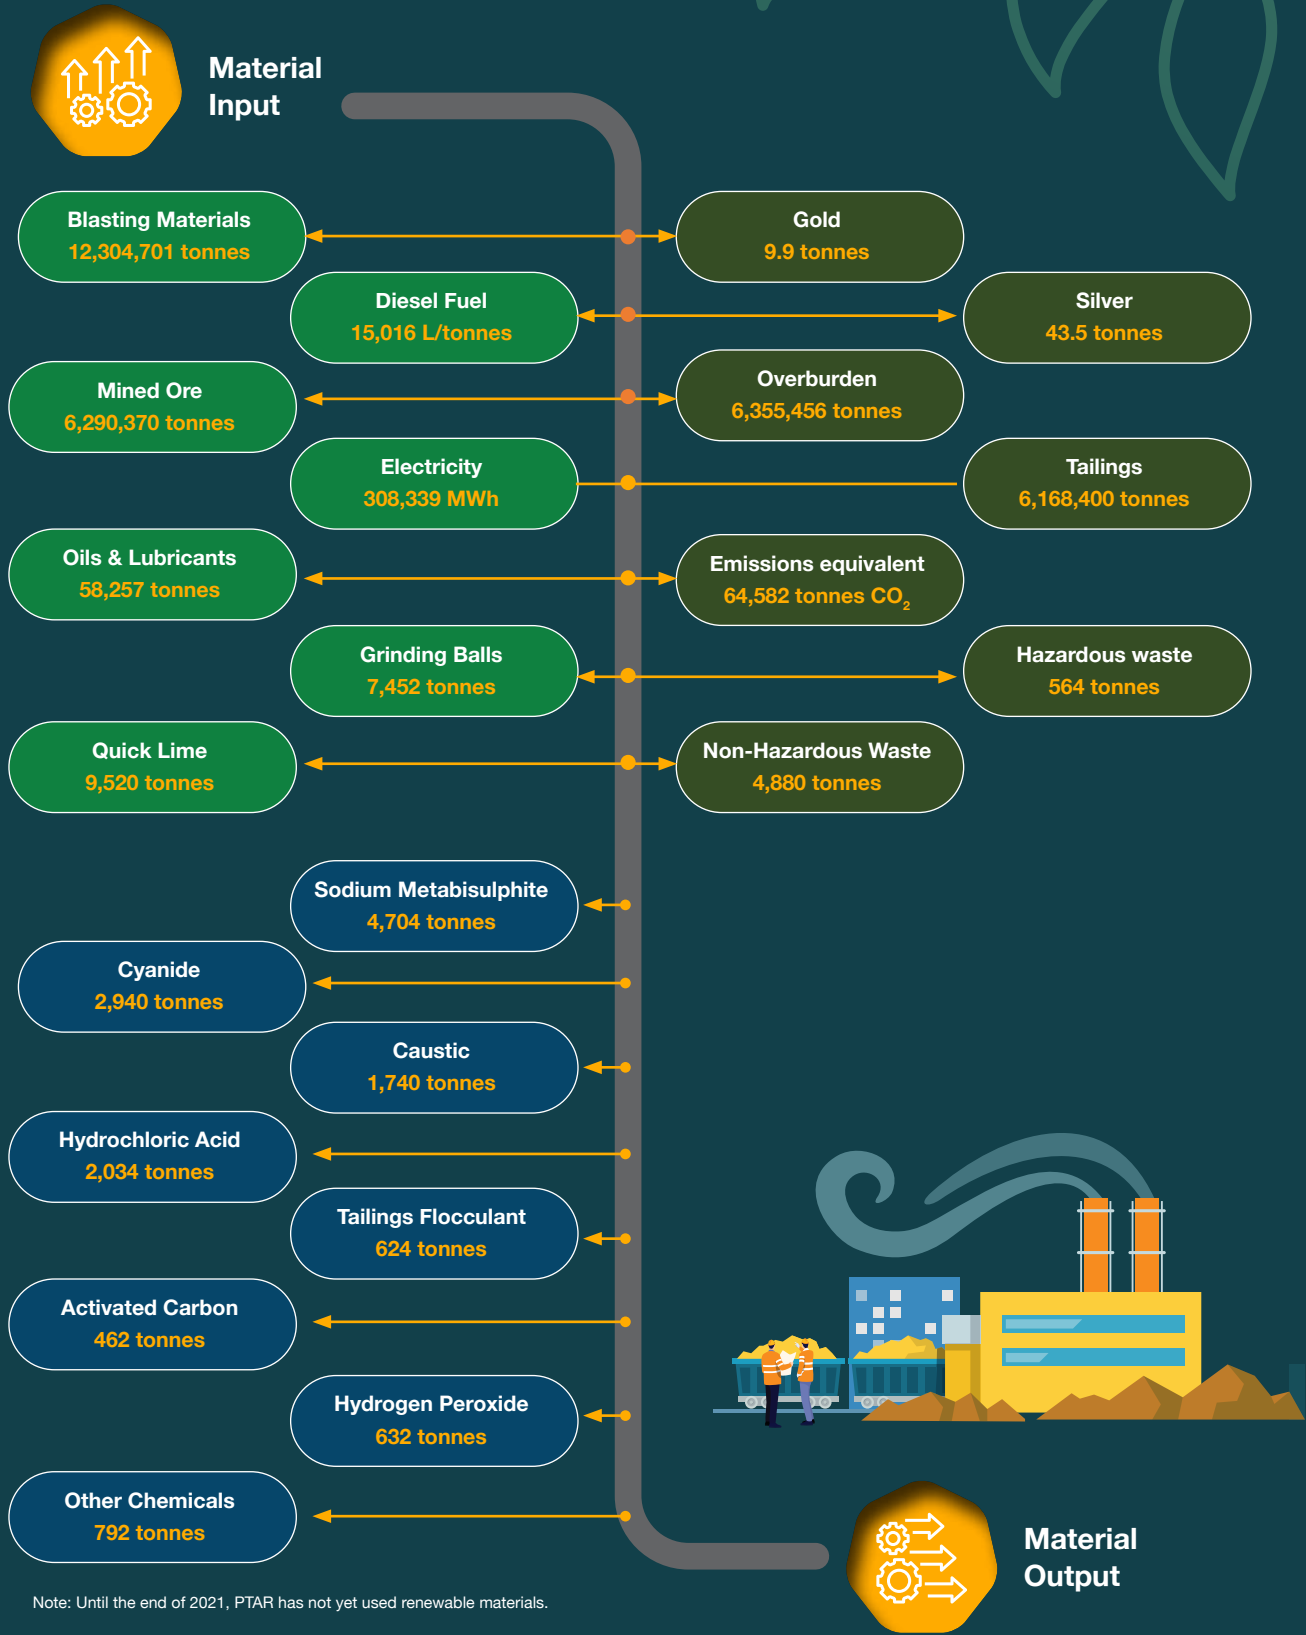 Material
Input
Blasting Materials
12,304,701 tonnes
Gold
9.9 tonnes
Diesel Fuel
15,016 L/tonnes
Silver
43.5 tonnes
Mined Ore
6,290,370 tonnes
Overburden
6,355,456 tonnes
Electricity
308,339 MWh
Tailings
6,168,400 tonnes
Oils & Lubricants
58,257 tonnes
Emissions equivalent
64,582 tonnes CO₂
Grinding Balls
7,452 tonnes
Hazardous waste
564 tonnes
Quick Lime
9,520 tonnes
Non-Hazardous Waste
4,880 tonnes
Sodium Metabisulphite
4,704 tonnes
Cyanide
2,940 tonnes
Caustic
1,740 tonnes
Hydrochloric Acid
2,034 tonnes
Tailings Flocculant
624 tonnes
Activated Carbon
462 tonnes
Hydrogen Peroxide
632 tonnes
Other Chemicals
792 tonnes
Material
Output
Note: Until the end of 2021, PTAR has not yet used renewable materials.